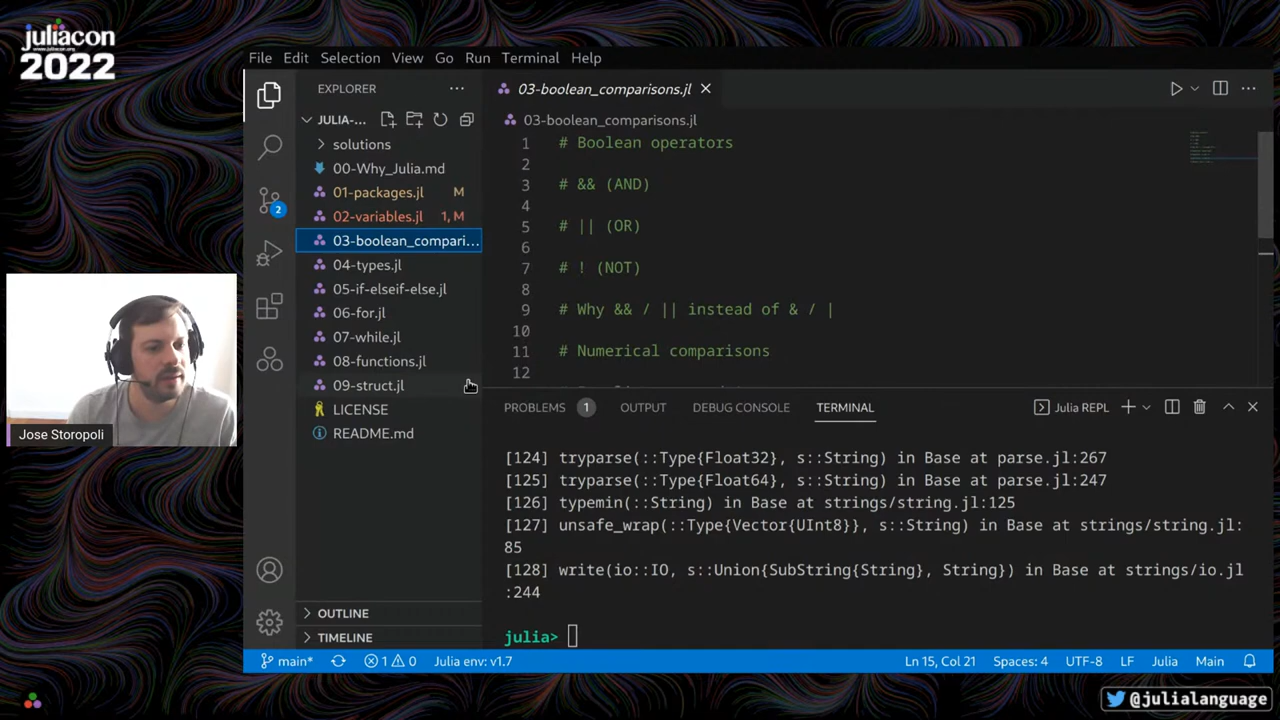 juliacon
www.juliacon.org
2022
File Edit Selection View Go Run Terminal Help
EXPLORER
JULIA-...
solutions
00-Why_Julia.md
01-packages.jl M
02-variables.jl 1, M
03-boolean_compari...
04-types.jl
05-if-elseif-else.jl
06-for.jl
07-while.jl
08-functions.jl
09-struct.jl
LICENSE
README.md
OUTLINE
TIMELINE
2
03-boolean_comparisons.jl
03-boolean_comparisons.jl
1 # Boolean operators
2
3 # && (AND)
4
5 # || (OR)
6
7 # ! (NOT)
8
9 # Why && / || instead of & / |
10
11 # Numerical comparisons
12
PROBLEMS 1 OUTPUT DEBUG CONSOLE TERMINAL Julia REPL
[124] tryparse(::Type{Float32}, s::String) in Base at parse.jl:267
[125] tryparse(::Type{Float64}, s::String) in Base at parse.jl:247
[126] typemin(::String) in Base at strings/string.jl:125
[127] unsafe_wrap(::Type{Vector{UInt8}}, s::String) in Base at strings/string.jl:
85
[128] write(io::IO, s::Union{SubString{String}, String}) in Base at strings/io.jl
:244
julia>
main* 1 0 Julia env: v1.7 Ln 15, Col 21 Spaces: 4 UTF-8 LF Julia Main
Jose Storopoli
@julialanguage